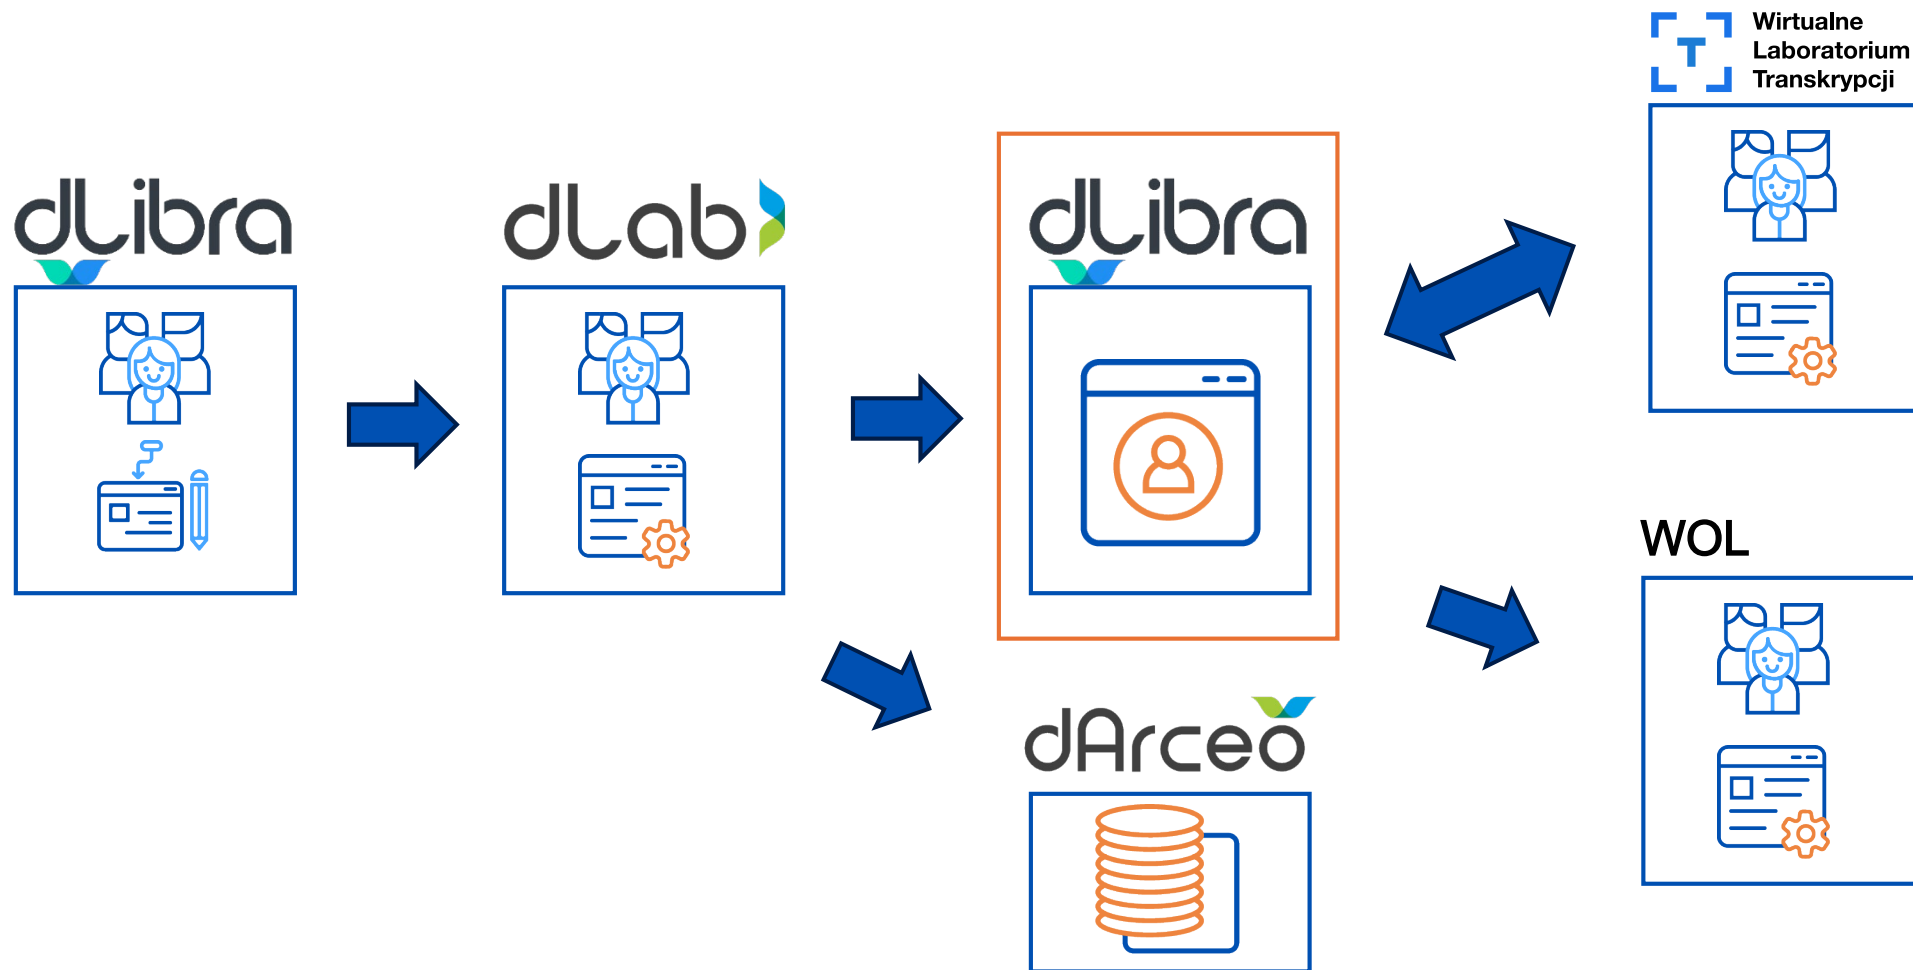 Wirtualne
Laboratorium
Transkrypcji
T
dLibra
dLab
dLibra
WOL
dArceo